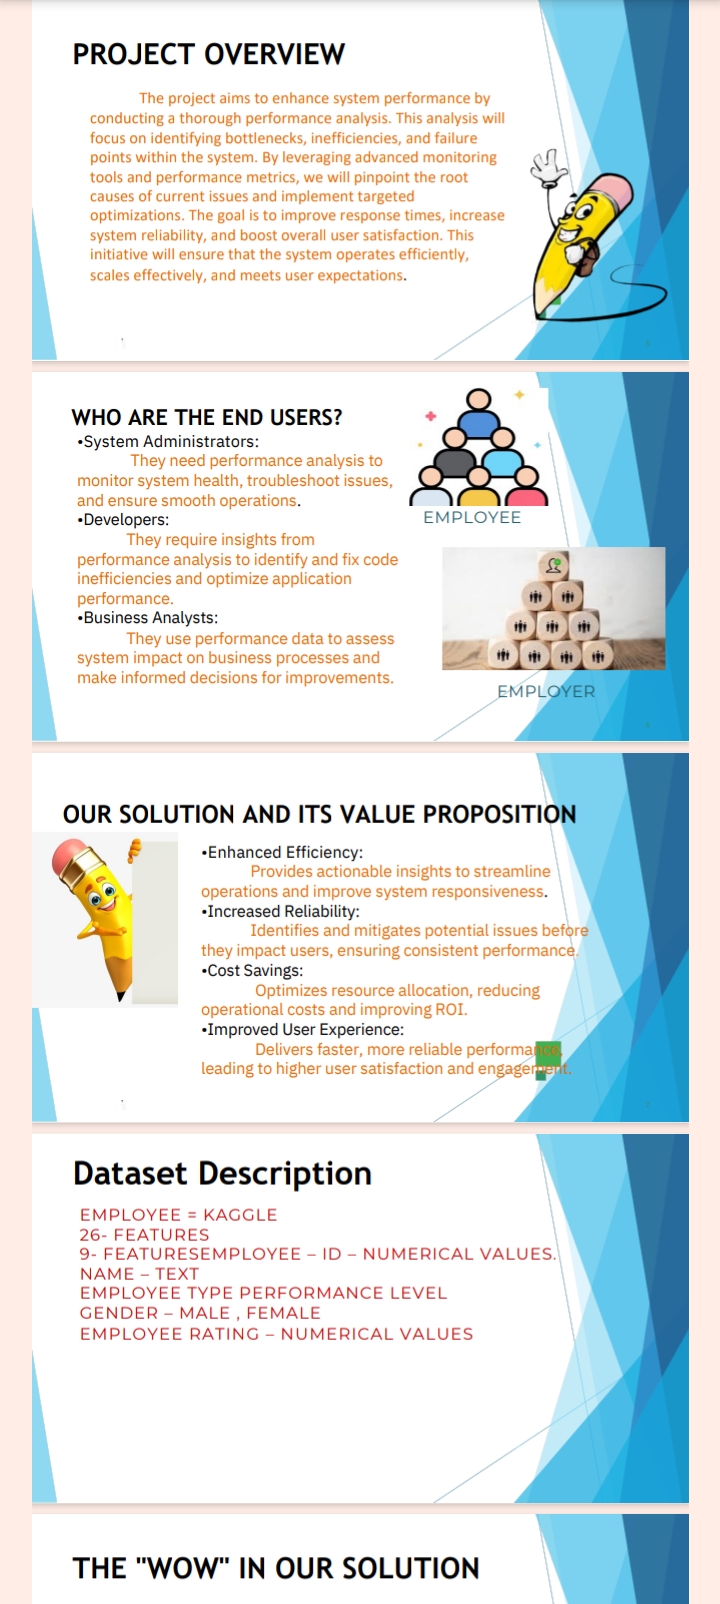 PROJECT OVERVIEW
The project aims to enhance system performance by
conducting a thorough performance analysis. This analysis will
focus on identifying bottlenecks, inefficiencies, and failure
points within the system. By leveraging advanced monitoring
tools and performance metrics, we will pinpoint the root
causes of current issues and implement targeted
optimizations. The goal is to improve response times, increase
system reliability, and boost overall user satisfaction. This
initiative will ensure that the system operates efficiently,
scales effectively, and meets user expectations.
WHO ARE THE END USERS?
•System Administrators:
They need performance analysis to
monitor system health, troubleshoot issues,
and ensure smooth operations.
•Developers:
They require insights from
performance analysis to identify and fix code
inefficiencies and optimize application
performance.
•Business Analysts:
They use performance data to assess
system impact on business processes and
make informed decisions for improvements.
EMPLOYEE
EMPLOYER
OUR SOLUTION AND ITS VALUE PROPOSITION
•Enhanced Efficiency:
Provides actionable insights to streamline
operations and improve system responsiveness.
•Increased Reliability:
Identifies and mitigates potential issues before
they impact users, ensuring consistent performance.
•Cost Savings:
Optimizes resource allocation, reducing
operational costs and improving ROI.
•Improved User Experience:
Delivers faster, more reliable performance,
leading to higher user satisfaction and engagement.
Dataset Description
EMPLOYEE = KAGGLE
26- FEATURES
9- FEATURESEMPLOYEE – ID – NUMERICAL VALUES.
NAME – TEXT
EMPLOYEE TYPE PERFORMANCE LEVEL
GENDER – MALE , FEMALE
EMPLOYEE RATING – NUMERICAL VALUES
THE "WOW" IN OUR SOLUTION